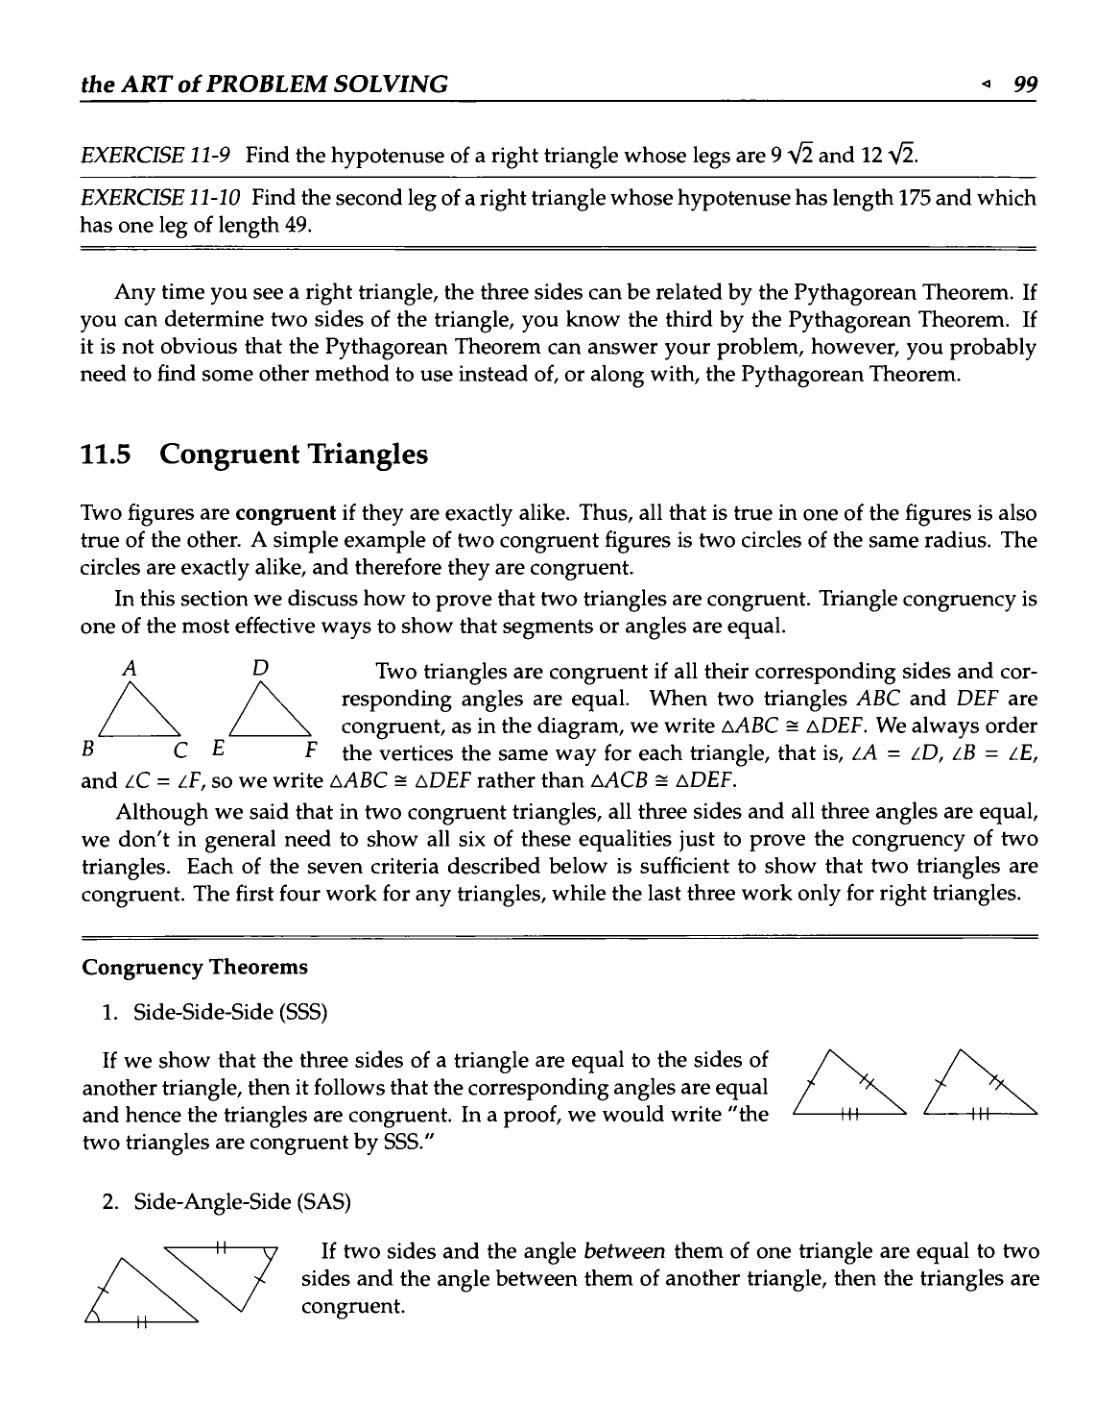 the ART of PROBLEM SOLVING ◃ 99
EXERCISE 11-9 Find the hypotenuse of a right triangle whose legs are 9 √2 and 12 √2.
EXERCISE 11-10 Find the second leg of a right triangle whose hypotenuse has length 175 and which
has one leg of length 49.
Any time you see a right triangle, the three sides can be related by the Pythagorean Theorem. If
you can determine two sides of the triangle, you know the third by the Pythagorean Theorem. If
it is not obvious that the Pythagorean Theorem can answer your problem, however, you probably
need to find some other method to use instead of, or along with, the Pythagorean Theorem.
11.5 Congruent Triangles
Two figures are congruent if they are exactly alike. Thus, all that is true in one of the figures is also
true of the other. A simple example of two congruent figures is two circles of the same radius. The
circles are exactly alike, and therefore they are congruent.
In this section we discuss how to prove that two triangles are congruent. Triangle congruency is
one of the most effective ways to show that segments or angles are equal.
A D
B C E F
Two triangles are congruent if all their corresponding sides and cor-
responding angles are equal. When two triangles ABC and DEF are
congruent, as in the diagram, we write △ABC ≅ △DEF. We always order
the vertices the same way for each triangle, that is, ∠A = ∠D, ∠B = ∠E,
and ∠C = ∠F, so we write △ABC ≅ △DEF rather than △ACB ≅ △DEF.
Although we said that in two congruent triangles, all three sides and all three angles are equal,
we don't in general need to show all six of these equalities just to prove the congruency of two
triangles. Each of the seven criteria described below is sufficient to show that two triangles are
congruent. The first four work for any triangles, while the last three work only for right triangles.
Congruency Theorems
1. Side-Side-Side (SSS)
If we show that the three sides of a triangle are equal to the sides of
another triangle, then it follows that the corresponding angles are equal
and hence the triangles are congruent. In a proof, we would write "the
two triangles are congruent by SSS."
2. Side-Angle-Side (SAS)
If two sides and the angle between them of one triangle are equal to two
sides and the angle between them of another triangle, then the triangles are
congruent.